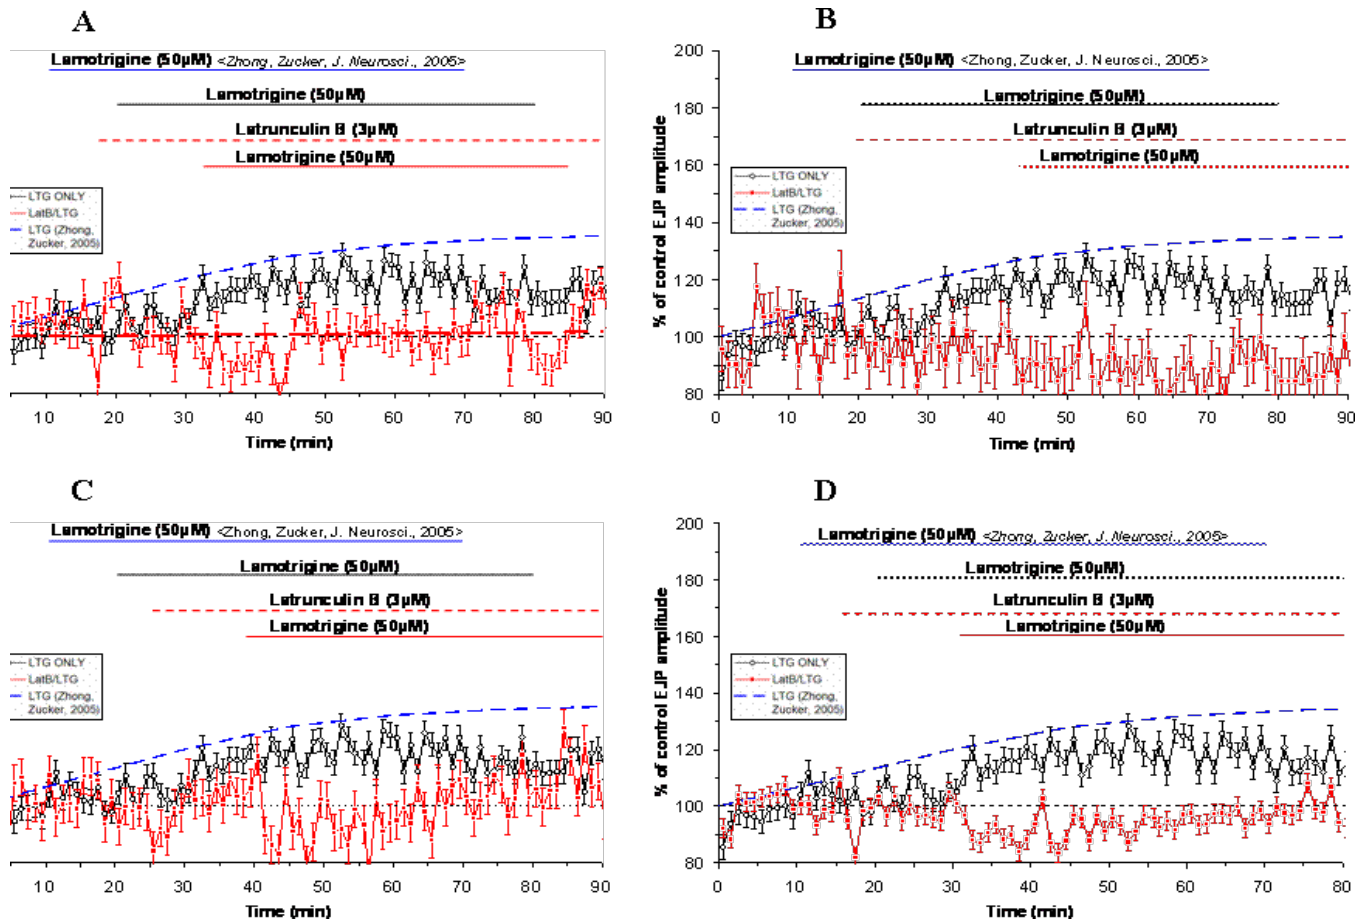 A
Lamotrigine (50µM) <Zhong, Zucker, J. Neurosci., 2005>
Lamotrigine (50µM)
Latrunculin B (3µM)
Lamotrigine (50µM)
LTG ONLY
LatB/LTG
LTG (Zhong,
Zucker, 2005)
10 20 30 40 50 60 70 80 90
Time (min)
B
% of control EJP amplitude
200
180
160
140
120
100
80
Lamotrigine (50µM) <Zhong, Zucker, J. Neurosci., 2005>
Lamotrigine (50µM)
Latrunculin B (3µM)
Lamotrigine (50µM)
LTG ONLY
LatB/LTG
LTG (Zhong,
Zucker, 2005)
0 10 20 30 40 50 60 70 80 90
Time (min)
C
Lamotrigine (50µM) <Zhong, Zucker, J. Neurosci., 2005>
Lamotrigine (50µM)
Latrunculin B (3µM)
Lamotrigine (50µM)
LTG ONLY
LatB/LTG
LTG (Zhong,
Zucker, 2005)
10 20 30 40 50 60 70 80 90
Time (min)
D
% of control EJP amplitude
200
180
160
140
120
100
80
Lamotrigine (50µM) <Zhong, Zucker, J. Neurosci., 2005>
Lamotrigine (50µM)
Latrunculin B (3µM)
Lamotrigine (50µM)
LTG ONLY
LatB/LTG
LTG (Zhong,
Zucker, 2005)
0 10 20 30 40 50 60 70 80
Time (min)